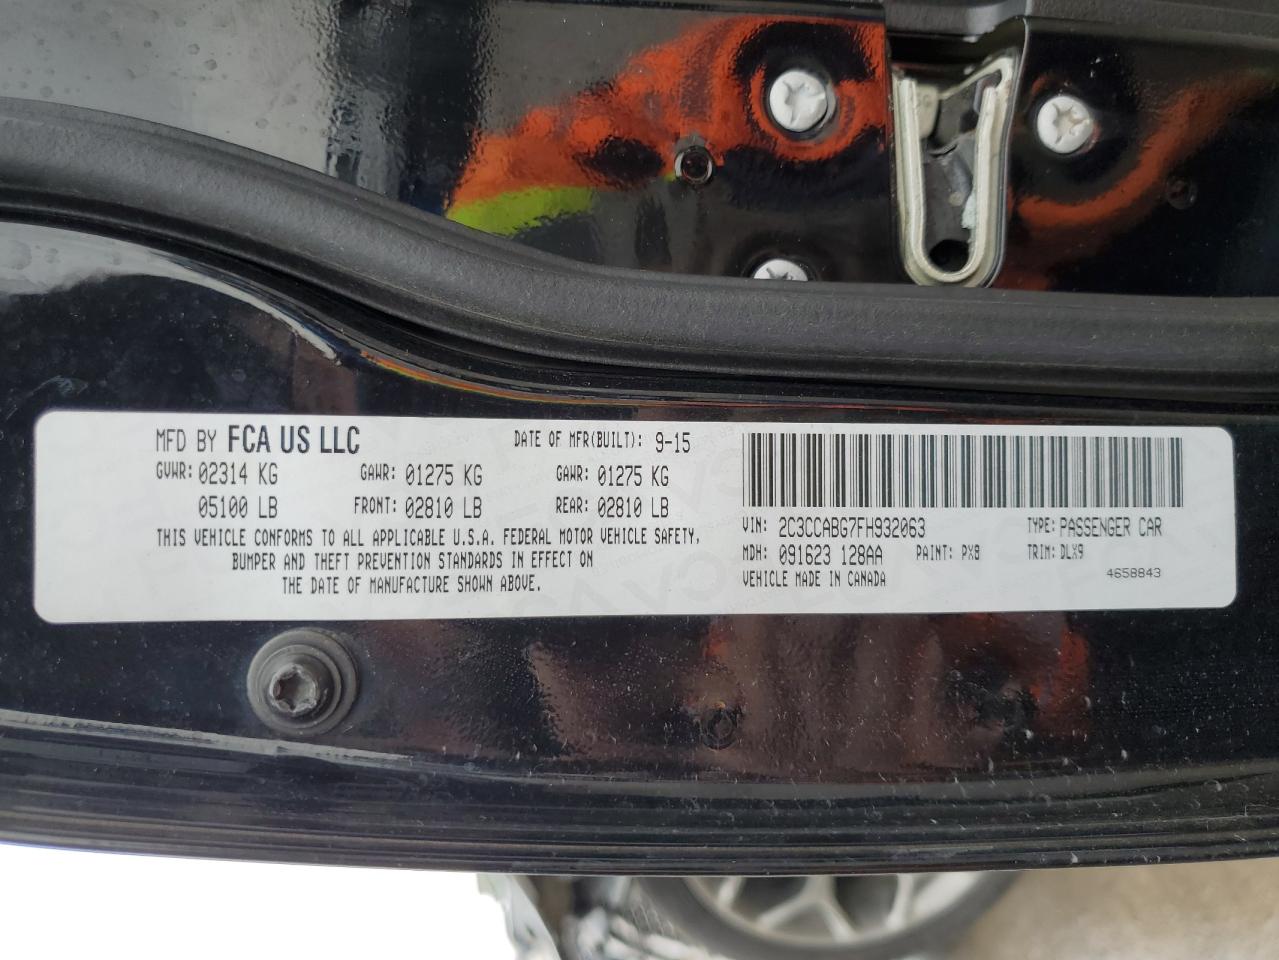 MFD BY FCA US LLC DATE OF MFR(BUILT): 9-15
GVWR: 02314 KG GAWR: 01275 KG GAWR: 01275 KG
05100 LB FRONT: 02810 LB REAR: 02810 LB
THIS VEHICLE CONFORMS TO ALL APPLICABLE U.S.A. FEDERAL MOTOR VEHICLE SAFETY,
BUMPER AND THEFT PREVENTION STANDARDS IN EFFECT ON
THE DATE OF MANUFACTURE SHOWN ABOVE.
VIN: 2C3CCABG7FH932063 TYPE: PASSENGER CAR
MDH: 091623 128AA PAINT: PX8 TRIM: DLX9
VEHICLE MADE IN CANADA 4658843